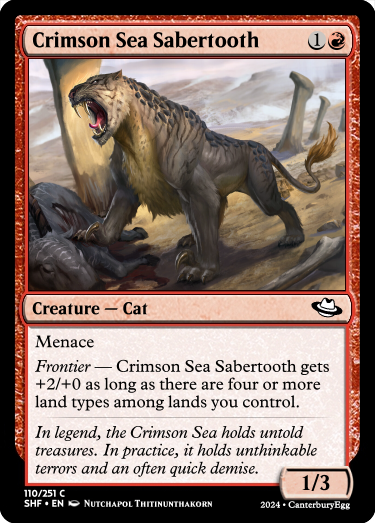 Crimson Sea Sabertooth 1
Creature — Cat
Menace
Frontier — Crimson Sea Sabertooth gets
+2/+0 as long as there are four or more
land types among lands you control.
In legend, the Crimson Sea holds untold
treasures. In practice, it holds unthinkable
terrors and an often quick demise.
1/3
110/251 C
SHF • EN Nutchapol Thitinunthakorn
2024 • CanterburyEgg